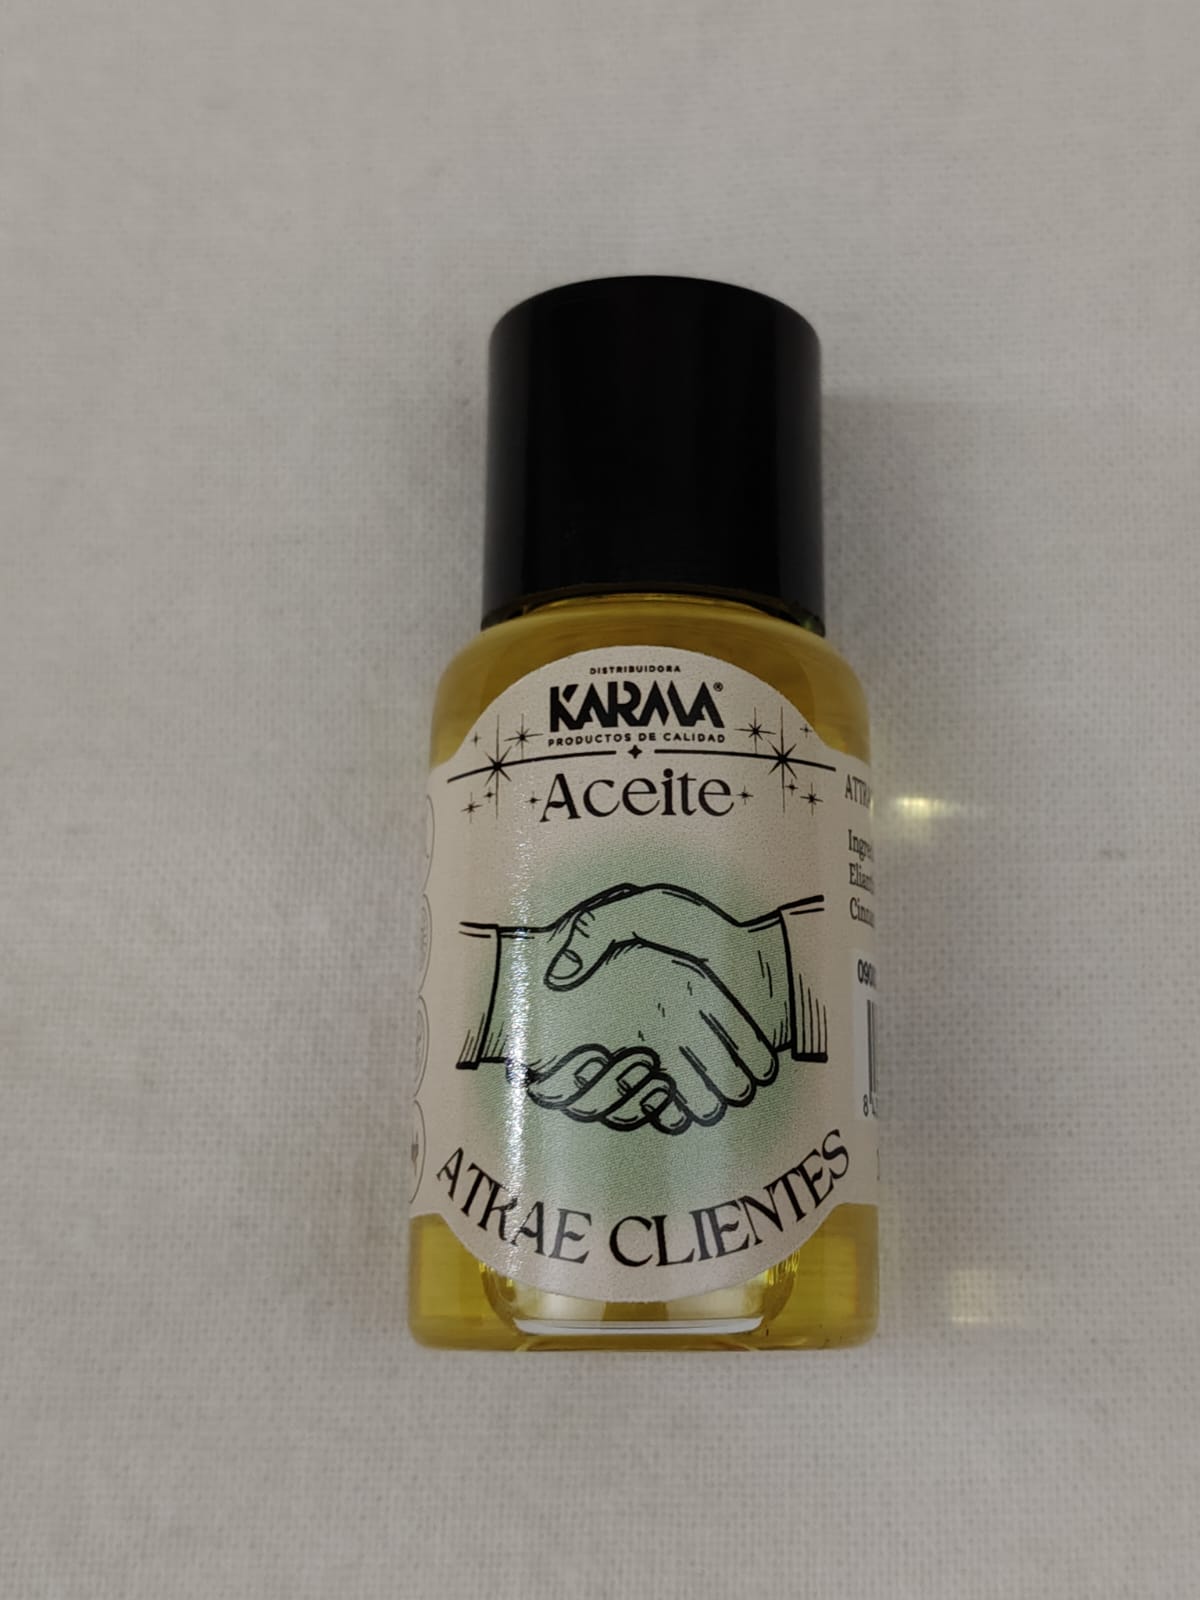 DISTRIBUIDORA
KARMA®
PRODUCTOS DE CALIDAD
Aceite
ATRAE CLIENTES